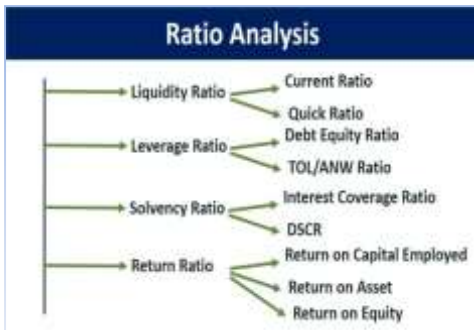 Ratio Analysis
Liquidity Ratio
Current Ratio
Quick Ratio
Leverage Ratio
Debt Equity Ratio
TOL/ANW Ratio
Solvency Ratio
Interest Coverage Ratio
DSCR
Return Ratio
Return on Capital Employed
Return on Asset
Return on Equity